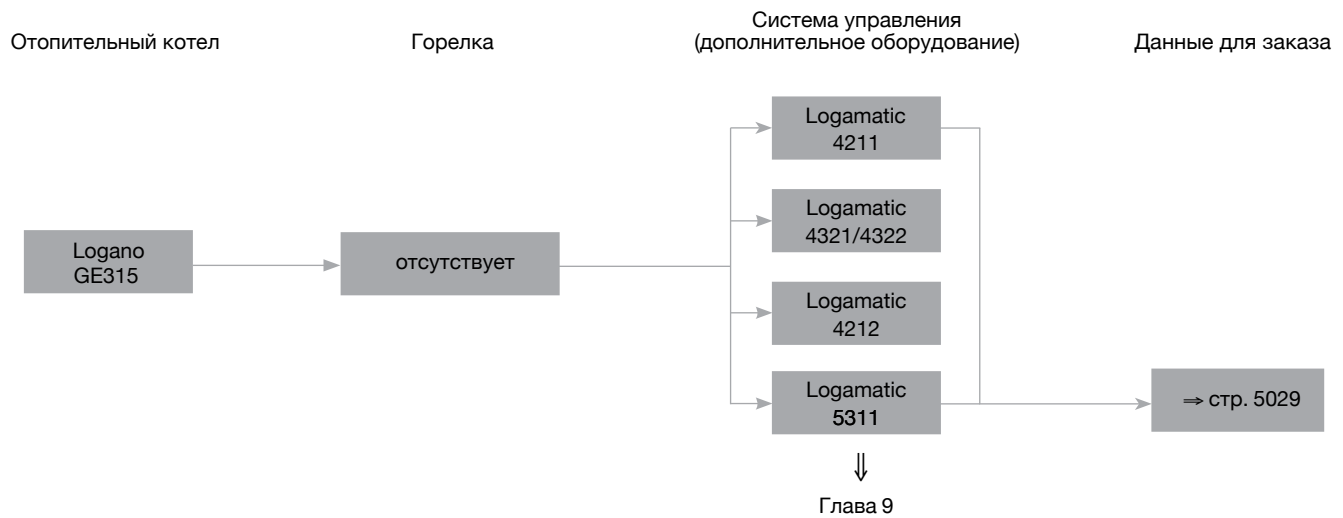 Отопительный котел
Горелка
Система управления
(дополнительное оборудование)
Данные для заказа
Logano
GE315
отсутствует
Logamatic
4211
Logamatic
4321/4322
Logamatic
4212
Logamatic
5311
⇒ стр. 5029
⇓
Глава 9